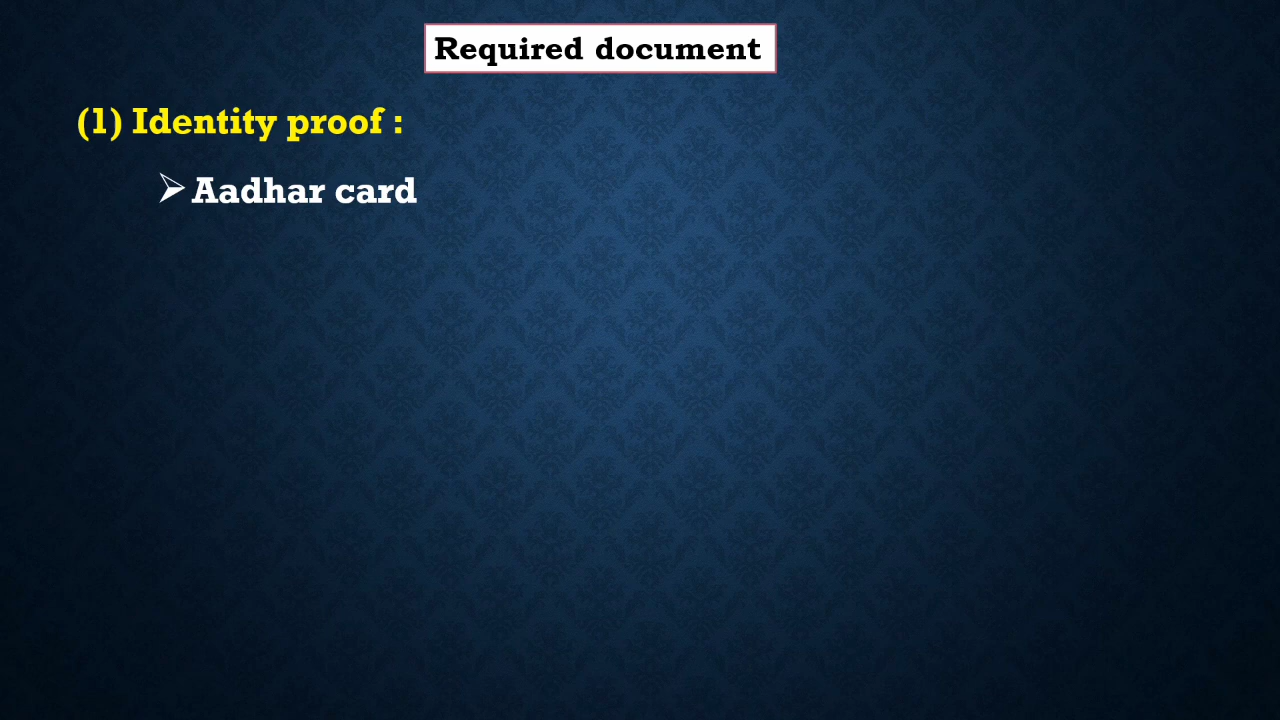 Required document
(1) Identity proof :
➢ Aadhar card